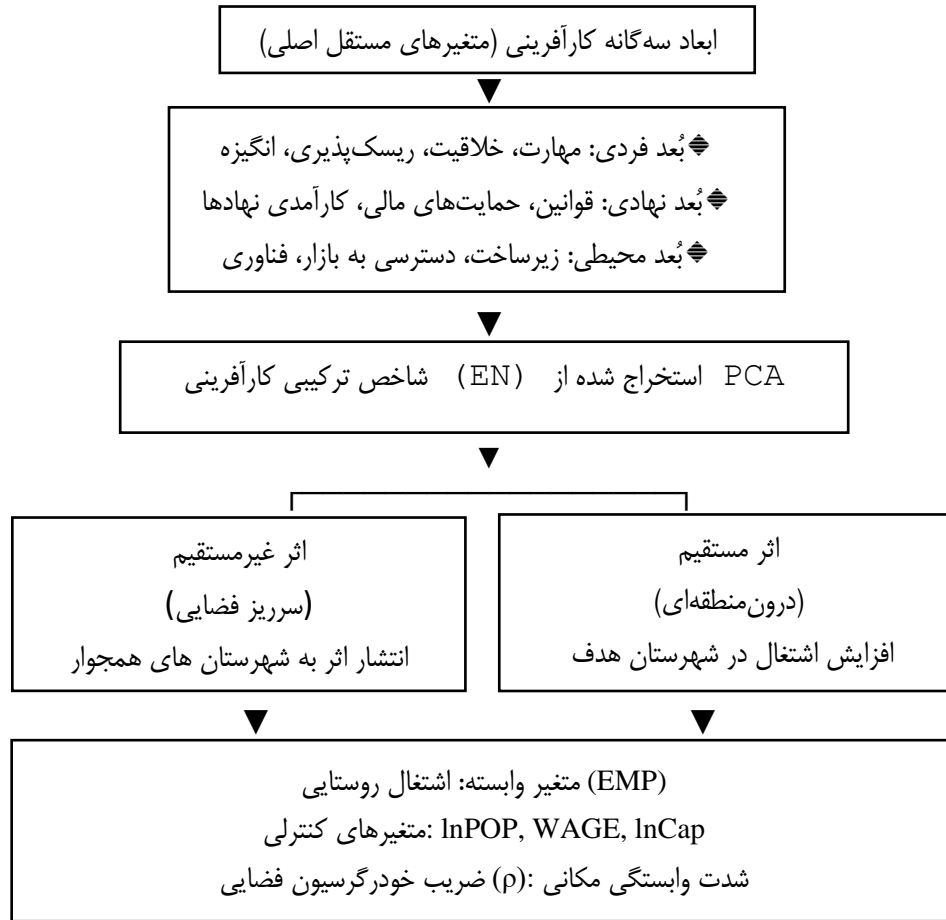 ابعاد سه‌گانه کارآفرینی (متغیرهای مستقل اصلی)
بُعد فردی: مهارت، خلاقیت، ریسک‌پذیری، انگیزه
بُعد نهادی: قوانین، حمایت‌های مالی، کارآمدی نهادها
بُعد محیطی: زیرساخت، دسترسی به بازار، فناوری
شاخص ترکیبی کارآفرینی (EN) استخراج شده از PCA
اثر مستقیم
(درون‌منطقه‌ای)
افزایش اشتغال در شهرستان هدف
اثر غیرمستقیم
(سرریز فضایی)
انتشار اثر به شهرستان های همجوار
متغیر وابسته: اشتغال روستایی (EMP)
متغیرهای کنترلی: lnPOP, WAGE, lnCap
شدت وابستگی مکانی :(ρ) ضریب خودرگرسیون فضایی